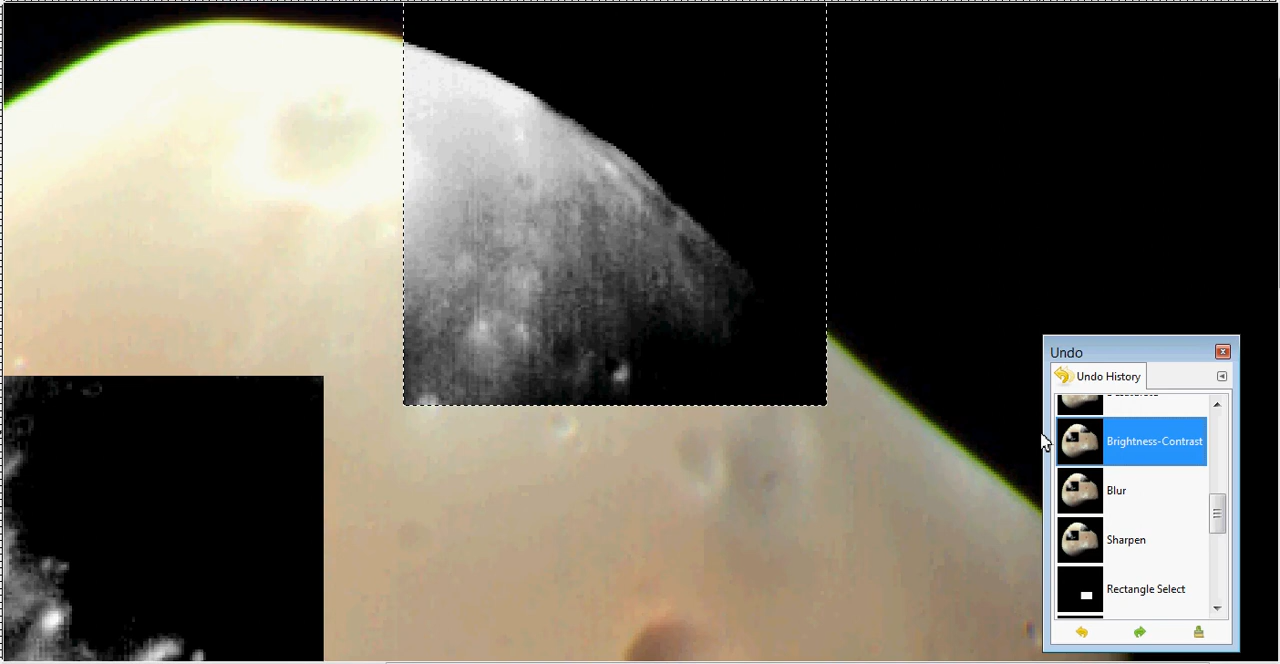 Undo
Undo History
Brightness-Contrast
Blur
Sharpen
Rectangle Select